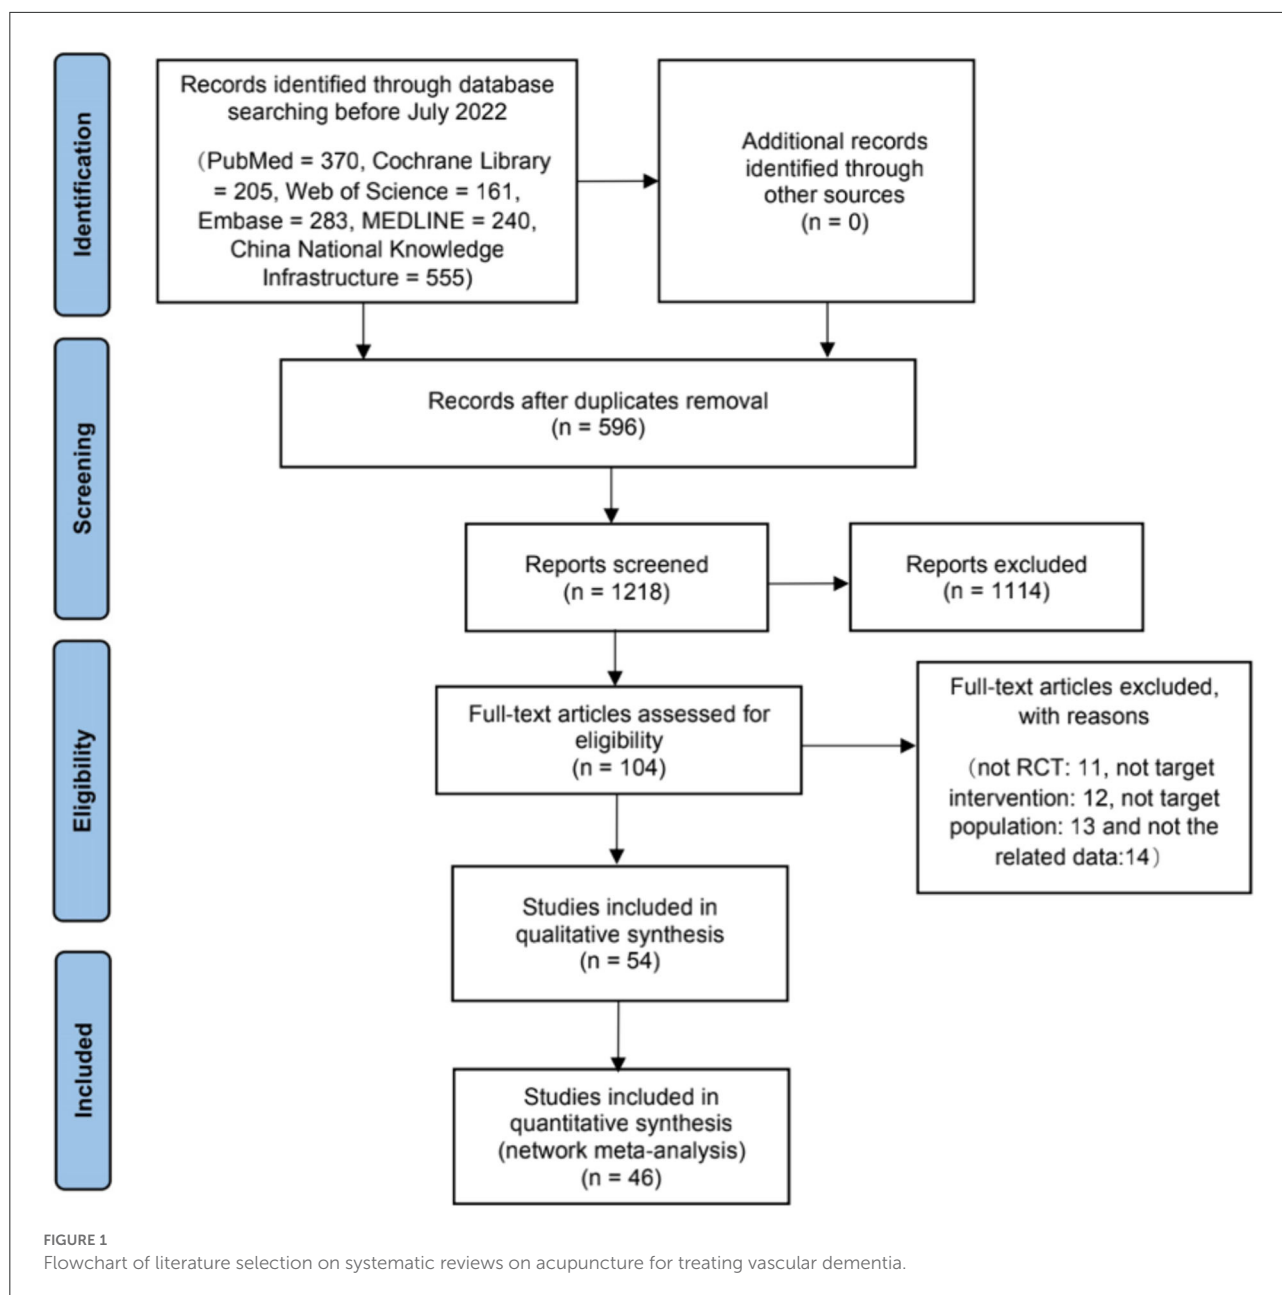 Identification
Records identified through database
searching before July 2022
(PubMed = 370, Cochrane Library
= 205, Web of Science = 161,
Embase = 283, MEDLINE = 240,
China National Knowledge
Infrastructure = 555)
Additional records
identified through
other sources
(n = 0)
Screening
Records after duplicates removal
(n = 596)
Reports screened
(n = 1218)
Reports excluded
(n = 1114)
Eligibility
Full-text articles assessed for
eligibility
(n = 104)
Full-text articles excluded,
with reasons
(not RCT: 11, not target
intervention: 12, not target
population: 13 and not the
related data:14)
Studies included in
qualitative synthesis
(n = 54)
Included
Studies included in
quantitative synthesis
(network meta-analysis)
(n = 46)
FIGURE 1
Flowchart of literature selection on systematic reviews on acupuncture for treating vascular dementia.